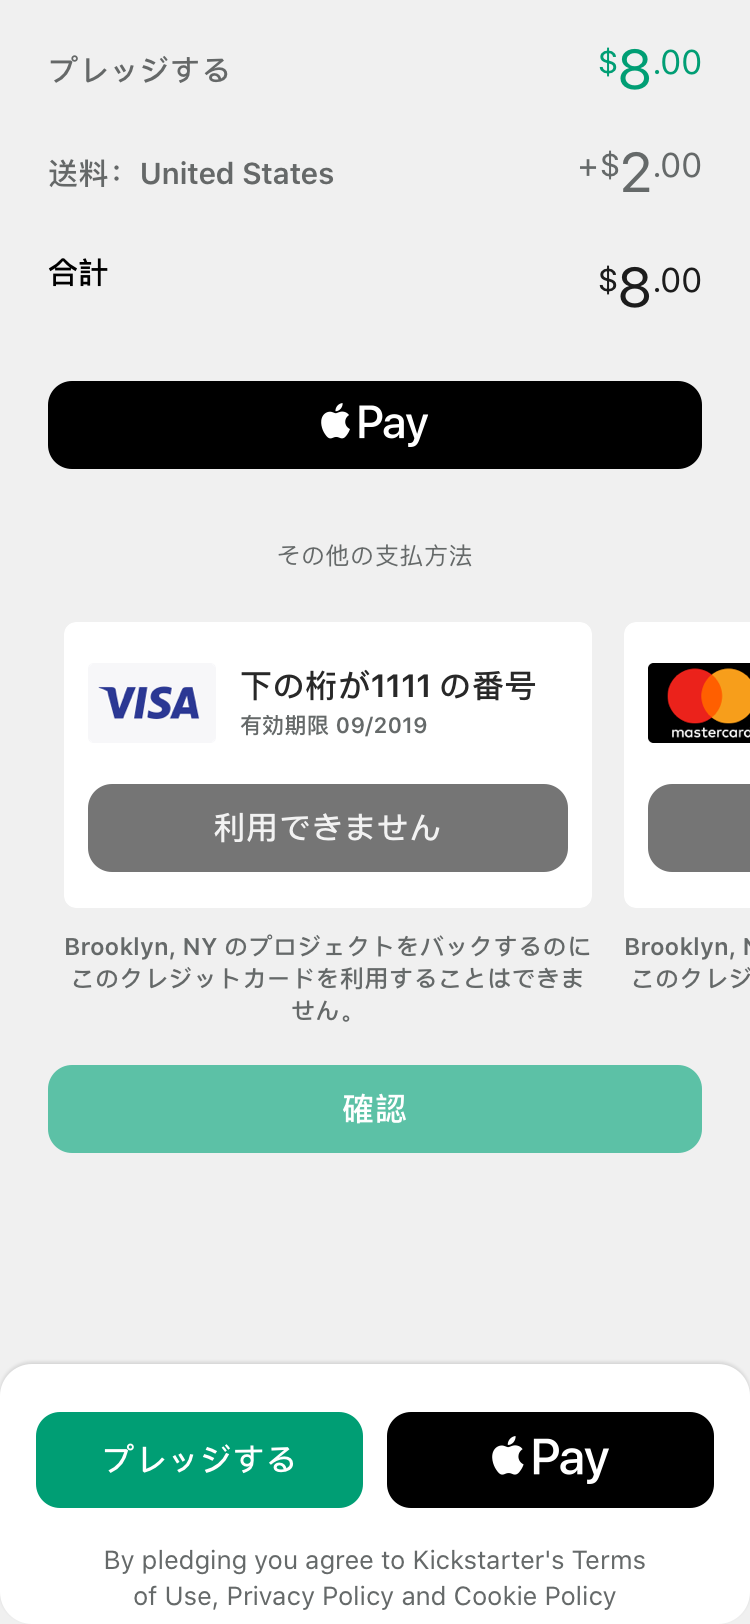 プレッジする $8.00
送料: United States +$2.00
合計 $8.00
Pay
その他の支払方法
VISA 下の桁が1111 の番号
有効期限 09/2019
mastercard
利用できません
Brooklyn, NY のプロジェクトをバックするのに
このクレジットカードを利用することはできま
せん。
Brooklyn, N
このクレジ
確認
プレッジする Pay
By pledging you agree to Kickstarter's Terms
of Use, Privacy Policy and Cookie Policy